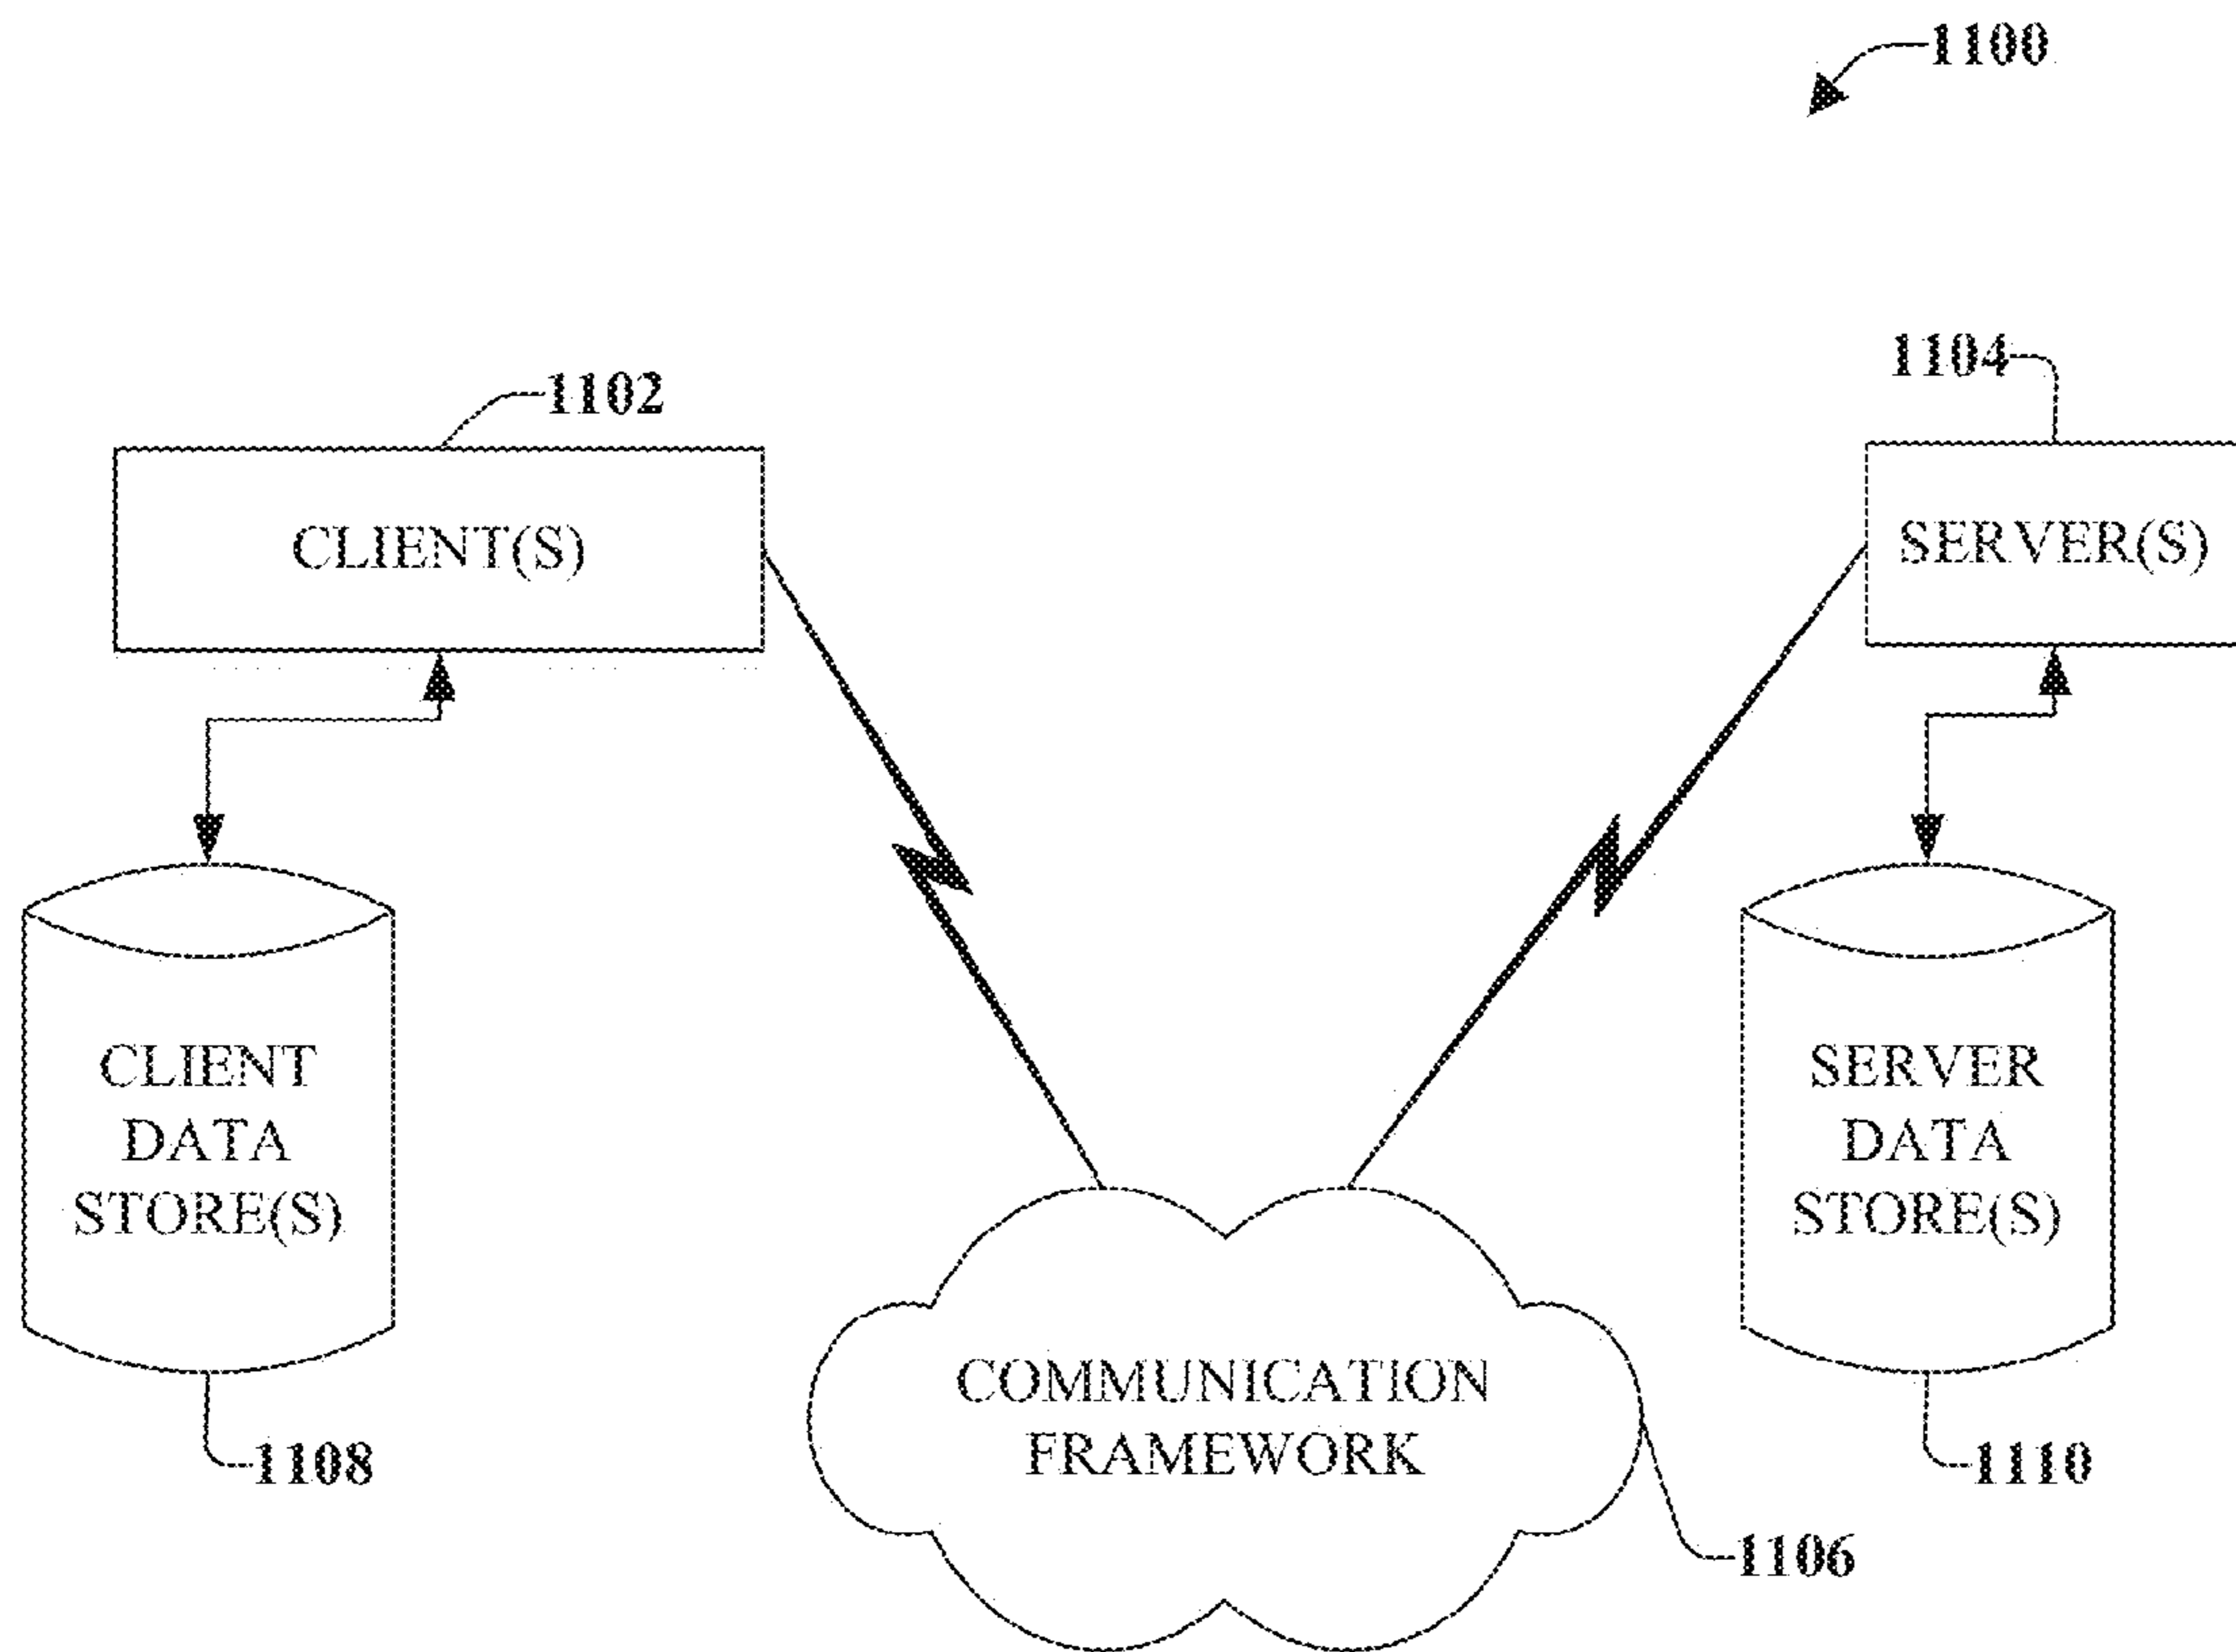 1100
1102
1104
CLIENT(S)
SERVER(S)
CLIENT
DATA
STORE(S)
SERVER
DATA
STORE(S)
COMMUNICATION
FRAMEWORK
1108
1110
1106